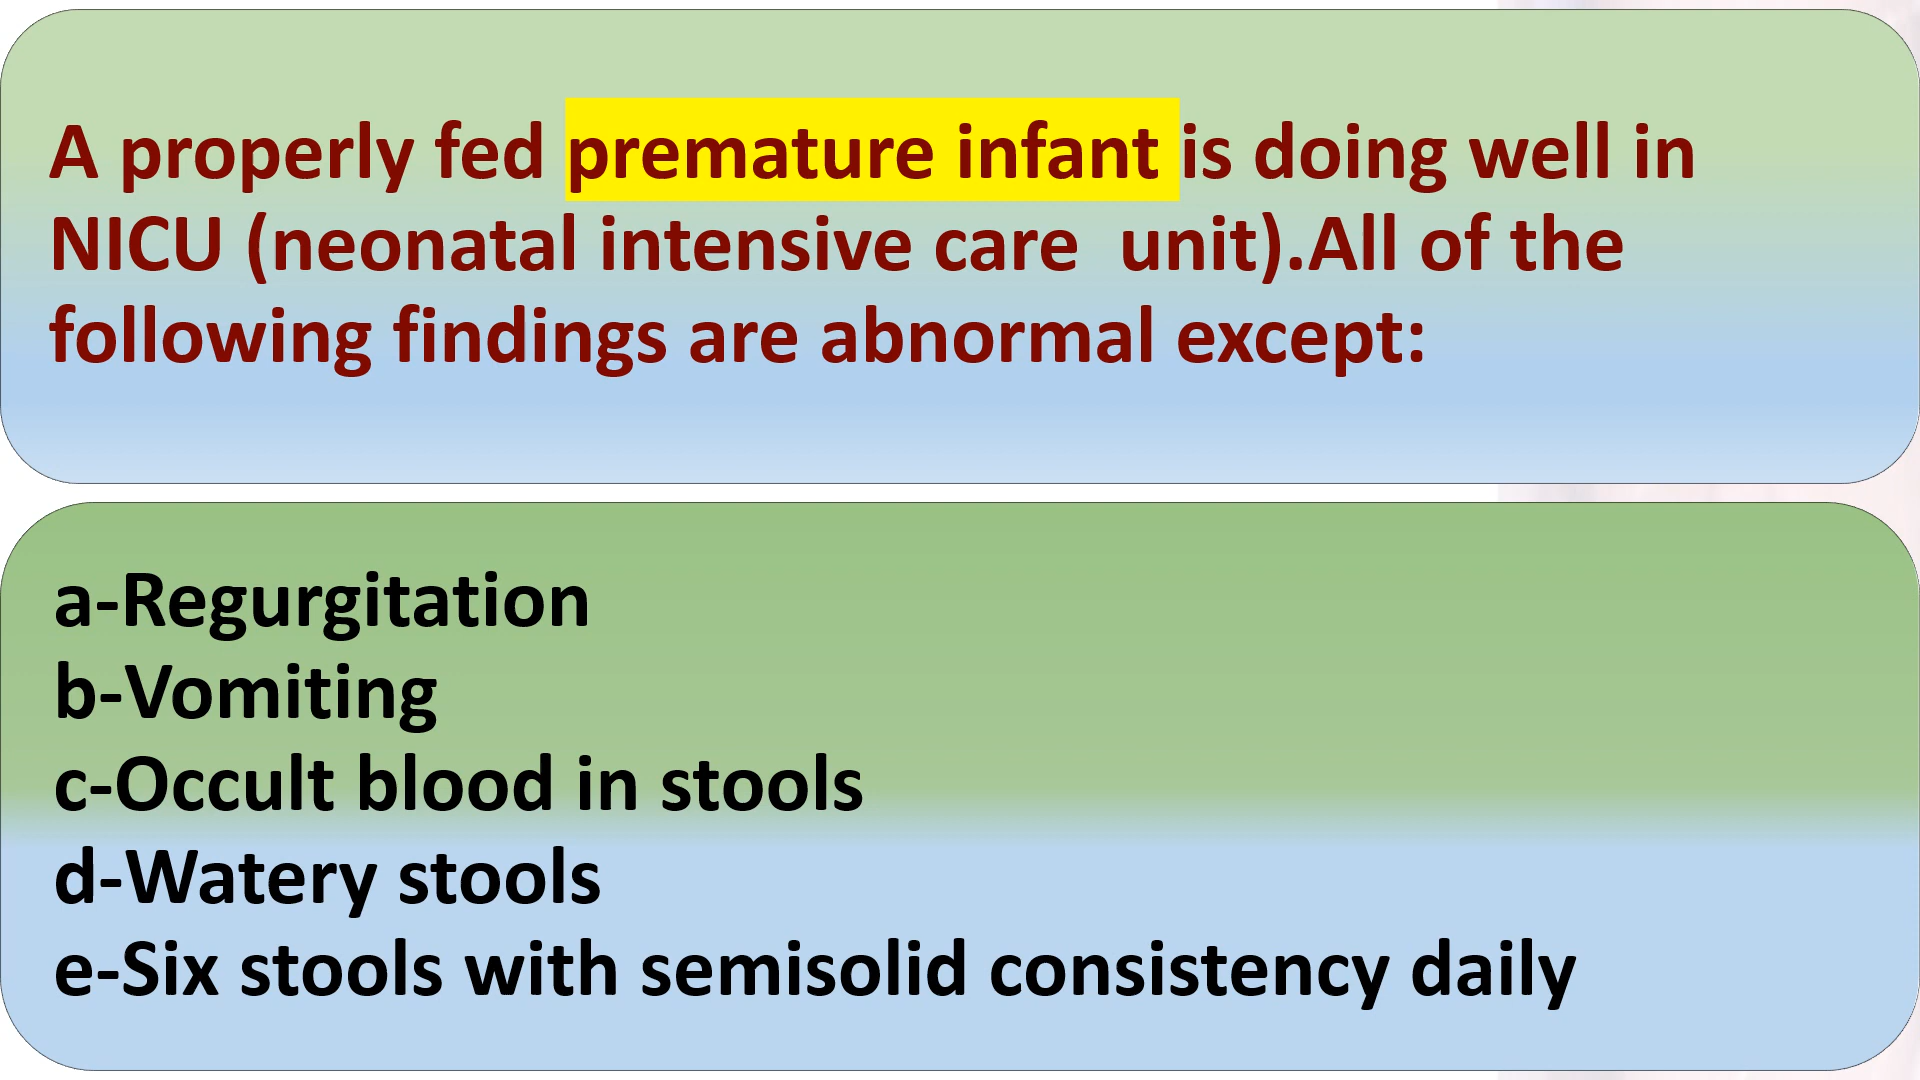 A properly fed premature infant is doing well in
NICU (neonatal intensive care  unit).All of the
following findings are abnormal except:
a-Regurgitation
b-Vomiting
c-Occult blood in stools
d-Watery stools
e-Six stools with semisolid consistency daily